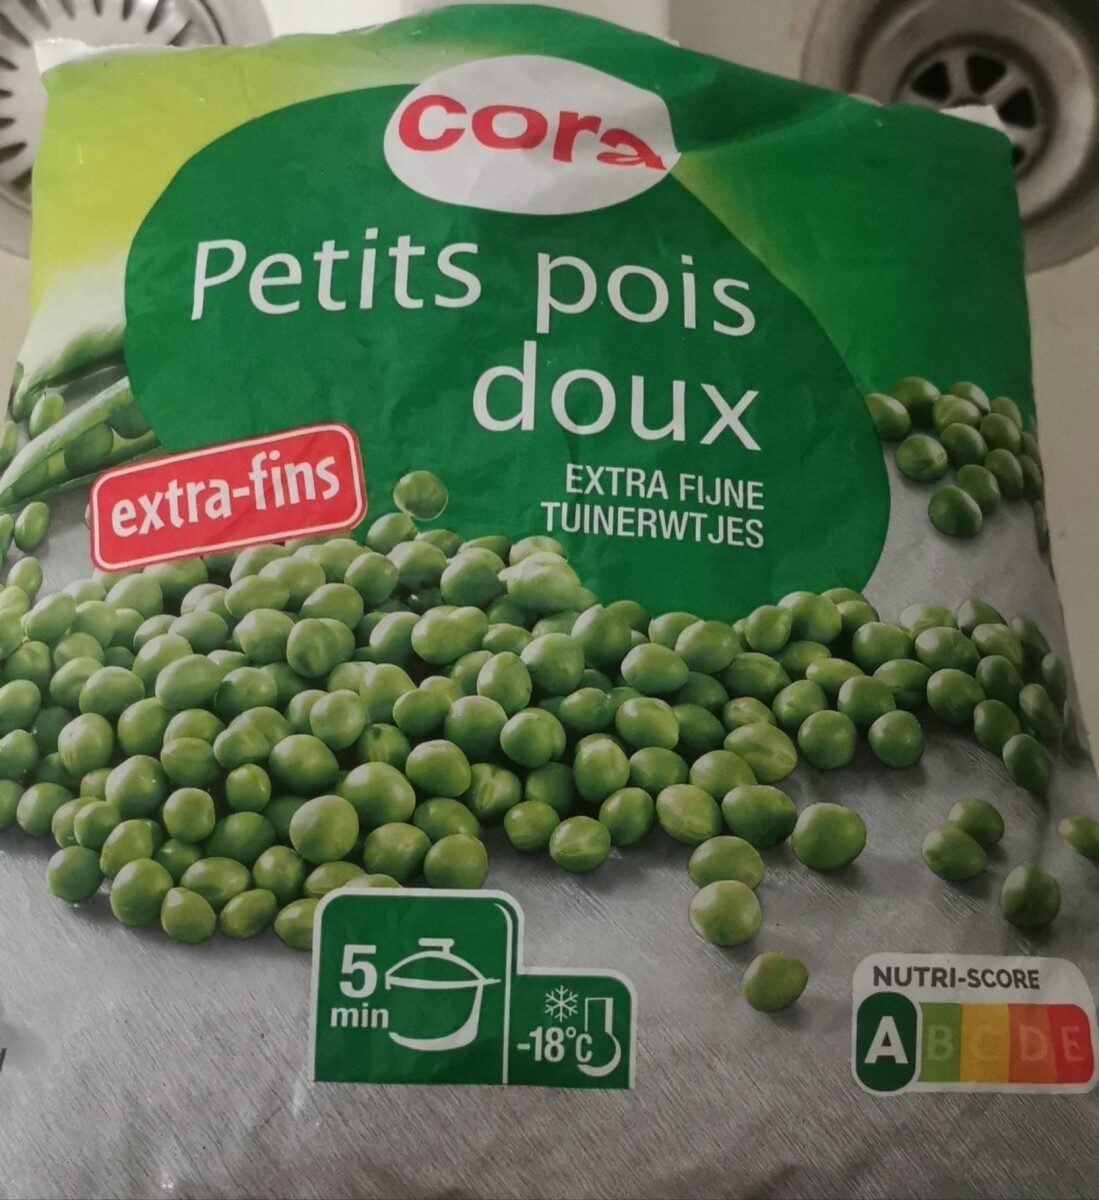 cora
Petits pois
doux
extra-fins
EXTRA FIJNE
TUINERWTJES
5
min
-18°C
NUTRI-SCORE
A B C D E